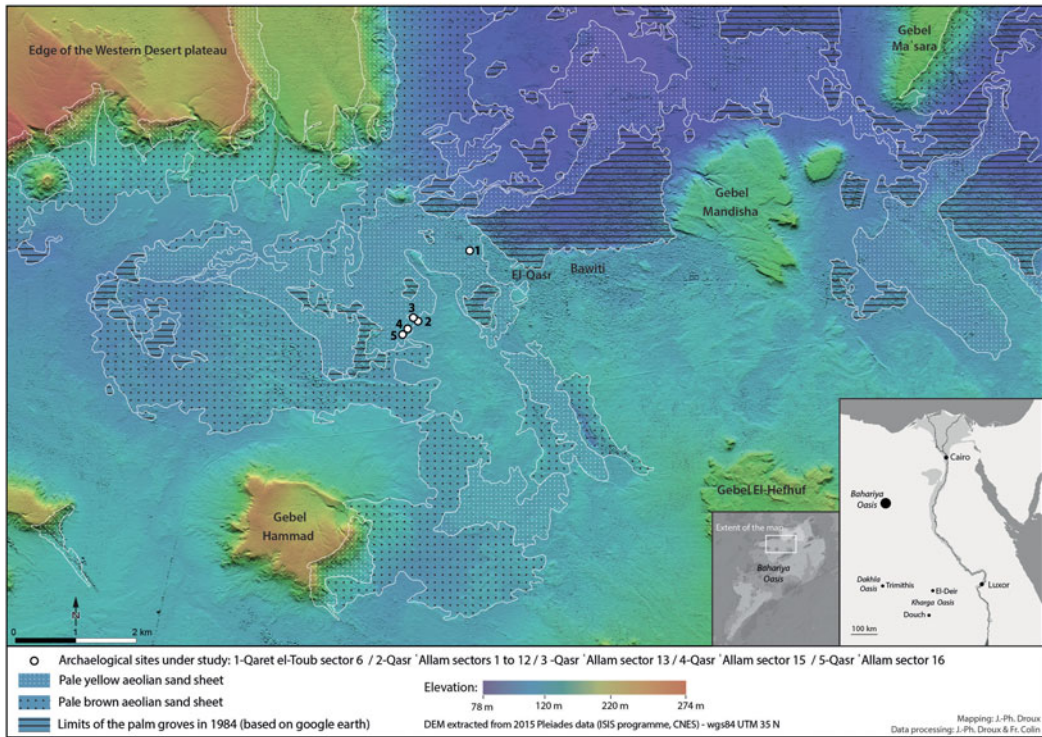 Edge of the Western Desert plateau
Gebel
Ma'sara
Gebel
Mandisha
1
El-Qasr
Bawiti
3
2
4
5
Gebel
Hammad
Gebel El-Hefhuf
N
0 1 2 km
Extent of the map
Bahariya
Oasis
Cairo
Bahariya
Oasis
Dakhla
Oasis
Trimithis
El-Deir
Kharga Oasis
Douch
Luxor
100 km
Archaelogical sites under study: 1-Qaret el-Toub sector 6 / 2-Qasr 'Allam sectors 1 to 12 / 3 -Qasr 'Allam sector 13 / 4-Qasr 'Allam sector 15 / 5-Qasr 'Allam sector 16
Pale yellow aeolian sand sheet
Pale brown aeolian sand sheet
Limits of the palm groves in 1984 (based on google earth)
Elevation:
78 m 120 m 220 m 274 m
DEM extracted from 2015 Pleiades data (ISIS programme, CNES) - wgs84 UTM 35 N
Mapping: J.-Ph. Droux
Data processing: J.-Ph. Droux & Fr. Colin